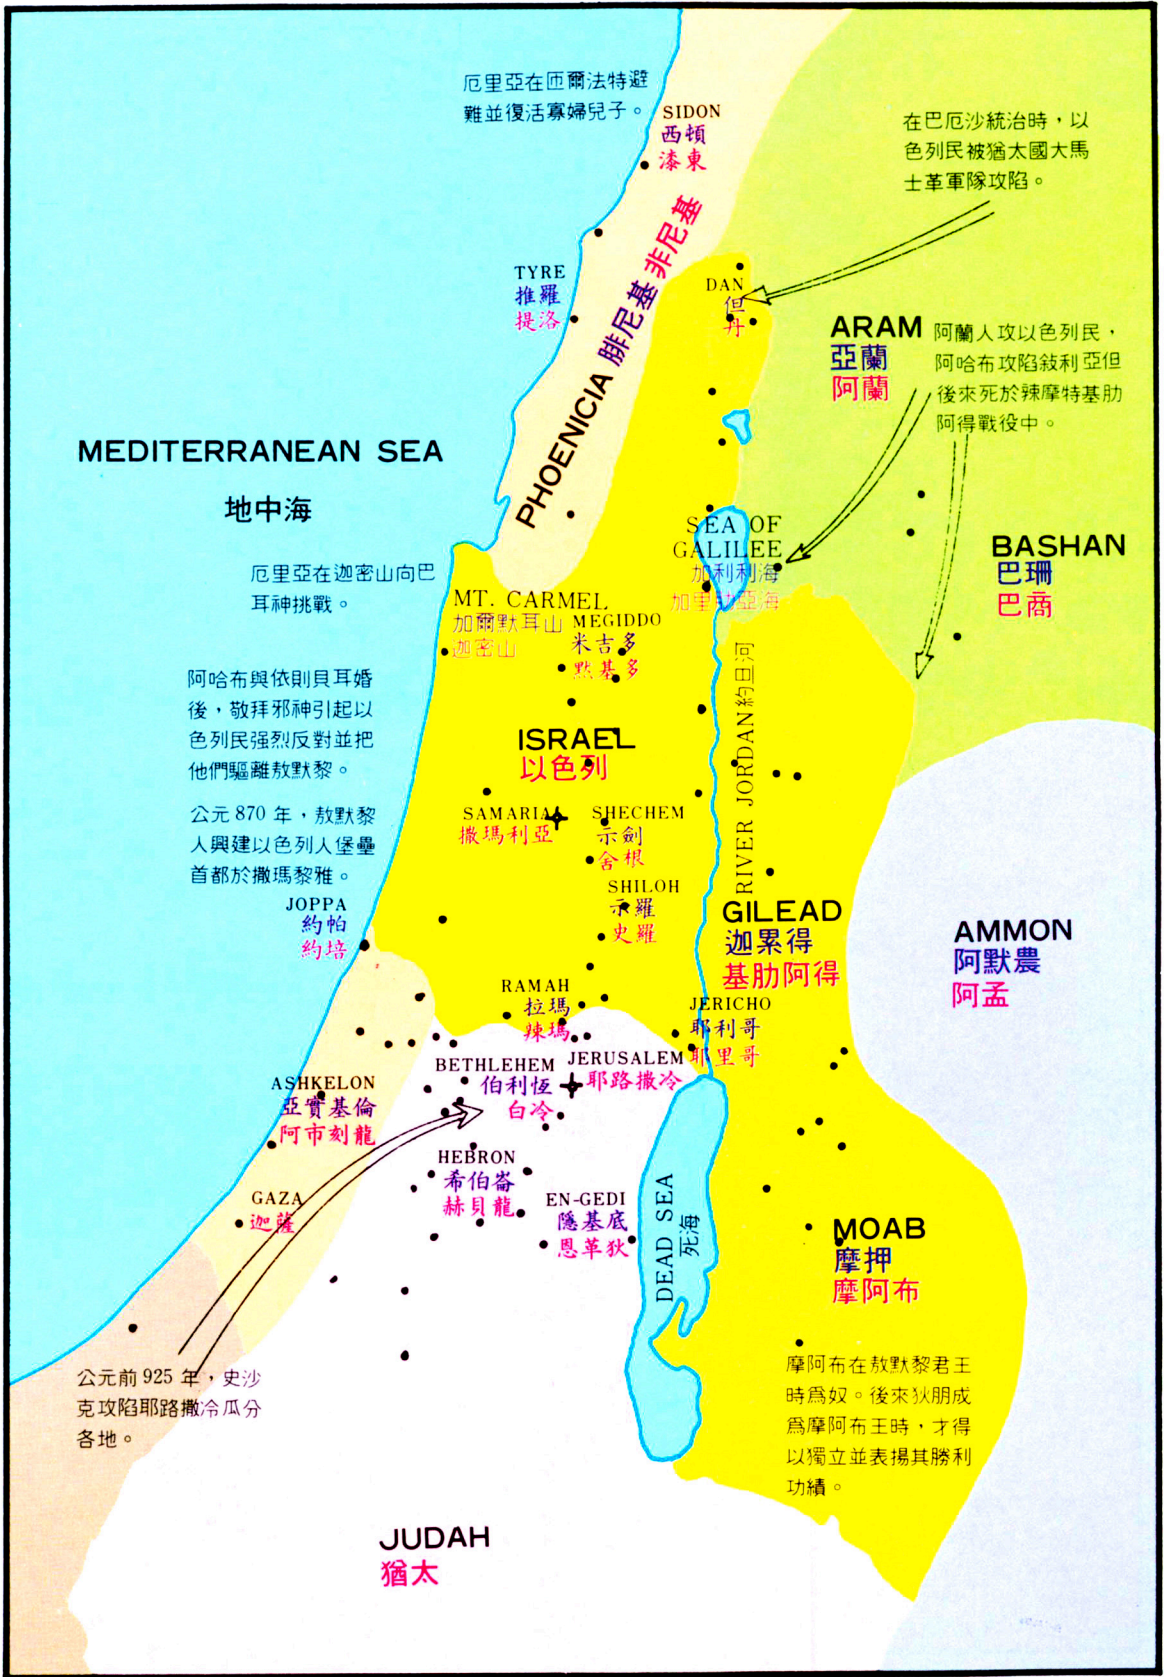 厄里亞在匝爾法特避
難並復活寡婦兒子。
SIDON
西頓
漆東
在巴厄沙統治時，以
色列民被猶太國大馬
士革軍隊攻陷。
TYRE
推羅
提洛
PHOENICIA 腓尼基 非尼基
DAN
但
丹
ARAM
亞蘭
阿蘭
阿蘭人攻以色列民，
阿哈布攻陷敍利亞但
後來死於辣摩特基肋
阿得戰役中。
MEDITERRANEAN SEA
地中海
SEA OF
GALILEE
加利利海
加里肋亞海
BASHAN
巴珊
巴商
厄里亞在迦密山向巴
耳神挑戰。
MT. CARMEL
加爾默耳山
迦密山
MEGIDDO
米吉多
默基多
阿哈布與依則貝耳婚
後，敬拜邪神引起以
色列民强烈反對並把
他們驅離敖默黎。
ISRAEL
以色列
RIVER JORDAN 約旦河
公元870年，敖默黎
人興建以色列人堡壘
首都於撒瑪黎雅。
SAMARIA
撒瑪利亞
SHECHEM
示劍
舍根
SHILOH
示羅
史羅
JOPPA
約帕
約培
GILEAD
迦累得
基肋阿得
AMMON
阿默農
阿孟
RAMAH
拉瑪
辣瑪
JERICHO
耶利哥
耶里哥
BETHLEHEM
伯利恆
白冷
JERUSALEM
耶路撒冷
ASHKELON
亞實基倫
阿市刻龍
HEBRON
希伯崙
赫貝龍
GAZA
迦薩
EN-GEDI
隱基底
恩革狄
DEAD SEA
死海
MOAB
摩押
摩阿布
公元前925年，史沙
克攻陷耶路撒冷瓜分
各地。
摩阿布在敖默黎君王
時爲奴。後來狄朋成
爲摩阿布王時，才得
以獨立並表揚其勝利
功績。
JUDAH
猶太